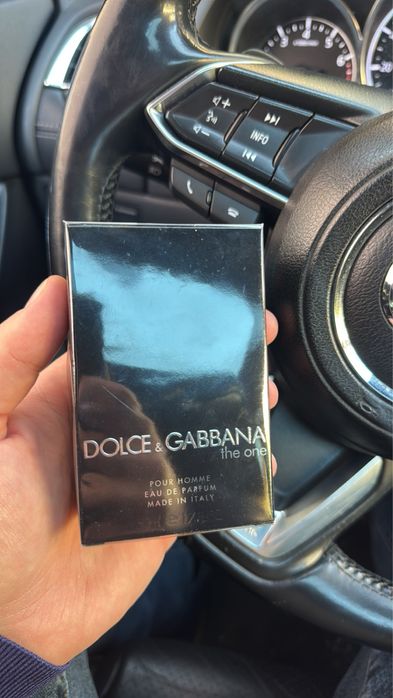 INFO
DOLCE & GABBANA
the one
POUR HOMME
EAU DE PARFUM
MADE IN ITALY